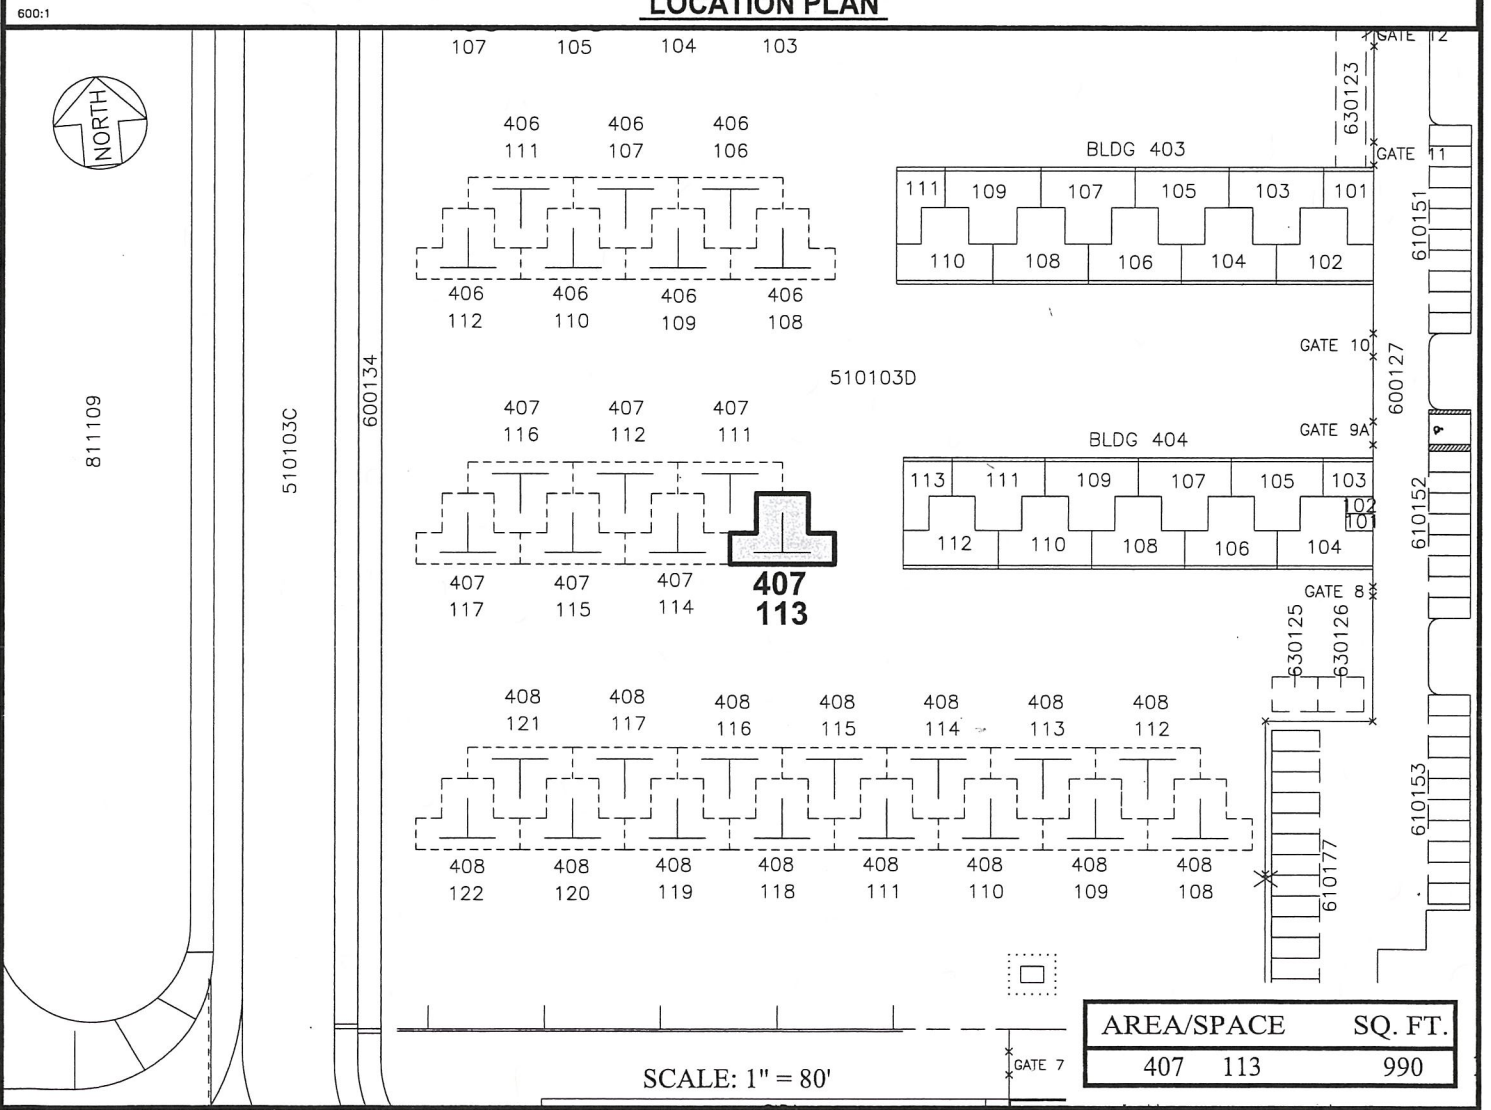 LOCATION PLAN
600:1
107 105 104 103
GATE 12
630123
NORTH
406 406 406
111 107 106
BLDG 403
GATE 11
111 109 107 105 103 101
610151
110 108 106 104 102
406 406 406 406
112 110 109 108
GATE 10
600127
600134
510103D
811109
510103C
407 407 407
116 112 111
GATE 9A
9
BLDG 404
113 111 109 107 105 103
102
101
610152
112 110 108 106 104
407 407 407 407
117 115 114 113
GATE 8
630125
630126
408 408 408 408 408 408 408
121 117 116 115 114 113 112
610153
610177
408 408 408 408 408 408 408 408
122 120 119 118 111 110 109 108
AREA/SPACE SQ. FT.
407 113 990
GATE 7
SCALE: 1" = 80'